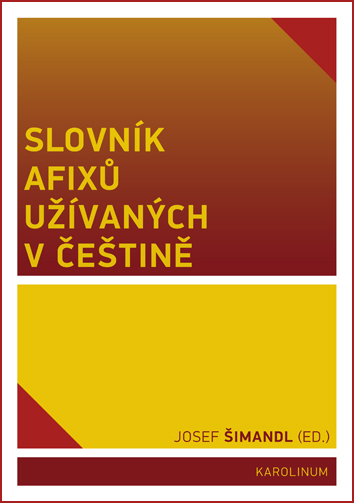 SLOVNÍK
AFIXŮ
UŽÍVANÝCH
V ČEŠTINĚ
JOSEF ŠIMANDL (ED.)
KAROLINUM